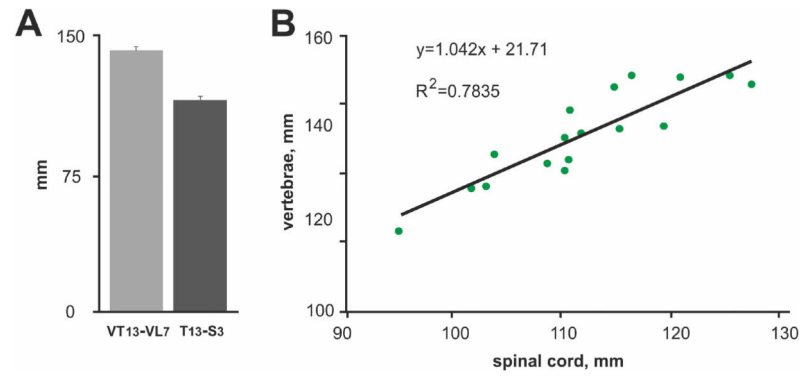 A
150
75
0
mm
VT13-VL7 T13-S3
B
160
140
120
100
vertebrae, mm
y=1.042x + 21.71
R2=0.7835
90 100 110 120 130
spinal cord, mm